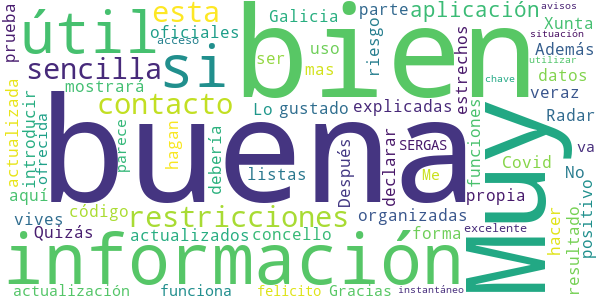 prueba
útil
esta
oficiales
acceso
Galicia
uso
parte
riesgo
aplicación
avisos
Xunta
situación
Además
utilizar
datos
chave
veraz
bien
si
sencilla
mostrará
ser
mas
estrechos
actualizada
introducir
ofrecida
contacto
Lo
gustado
explicadas
Radar
buena
Muy
parece
hagan
debería
listas
Después
declarar
SERGAS
Me
funciones
Covid
No
va
aquí
código
restricciones
organizadas
propia
vives
Quizás
actualizados
concello
forma
excelente
hacer
resultado
positivo
información
actualización
funciona
felicito
Gracias
instantáneo